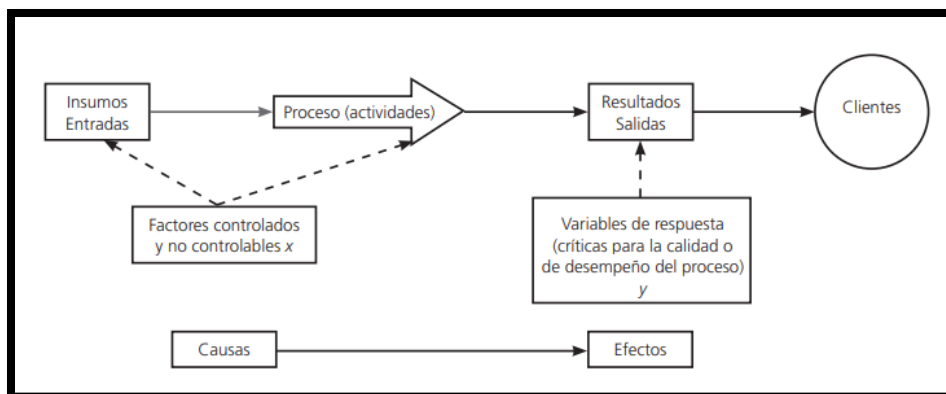 Insumos
Entradas
Proceso (actividades)
Resultados
Salidas
Clientes
Factores controlados
y no controlables x
Variables de respuesta
(críticas para la calidad o
de desempeño del proceso)
y
Causas
Efectos